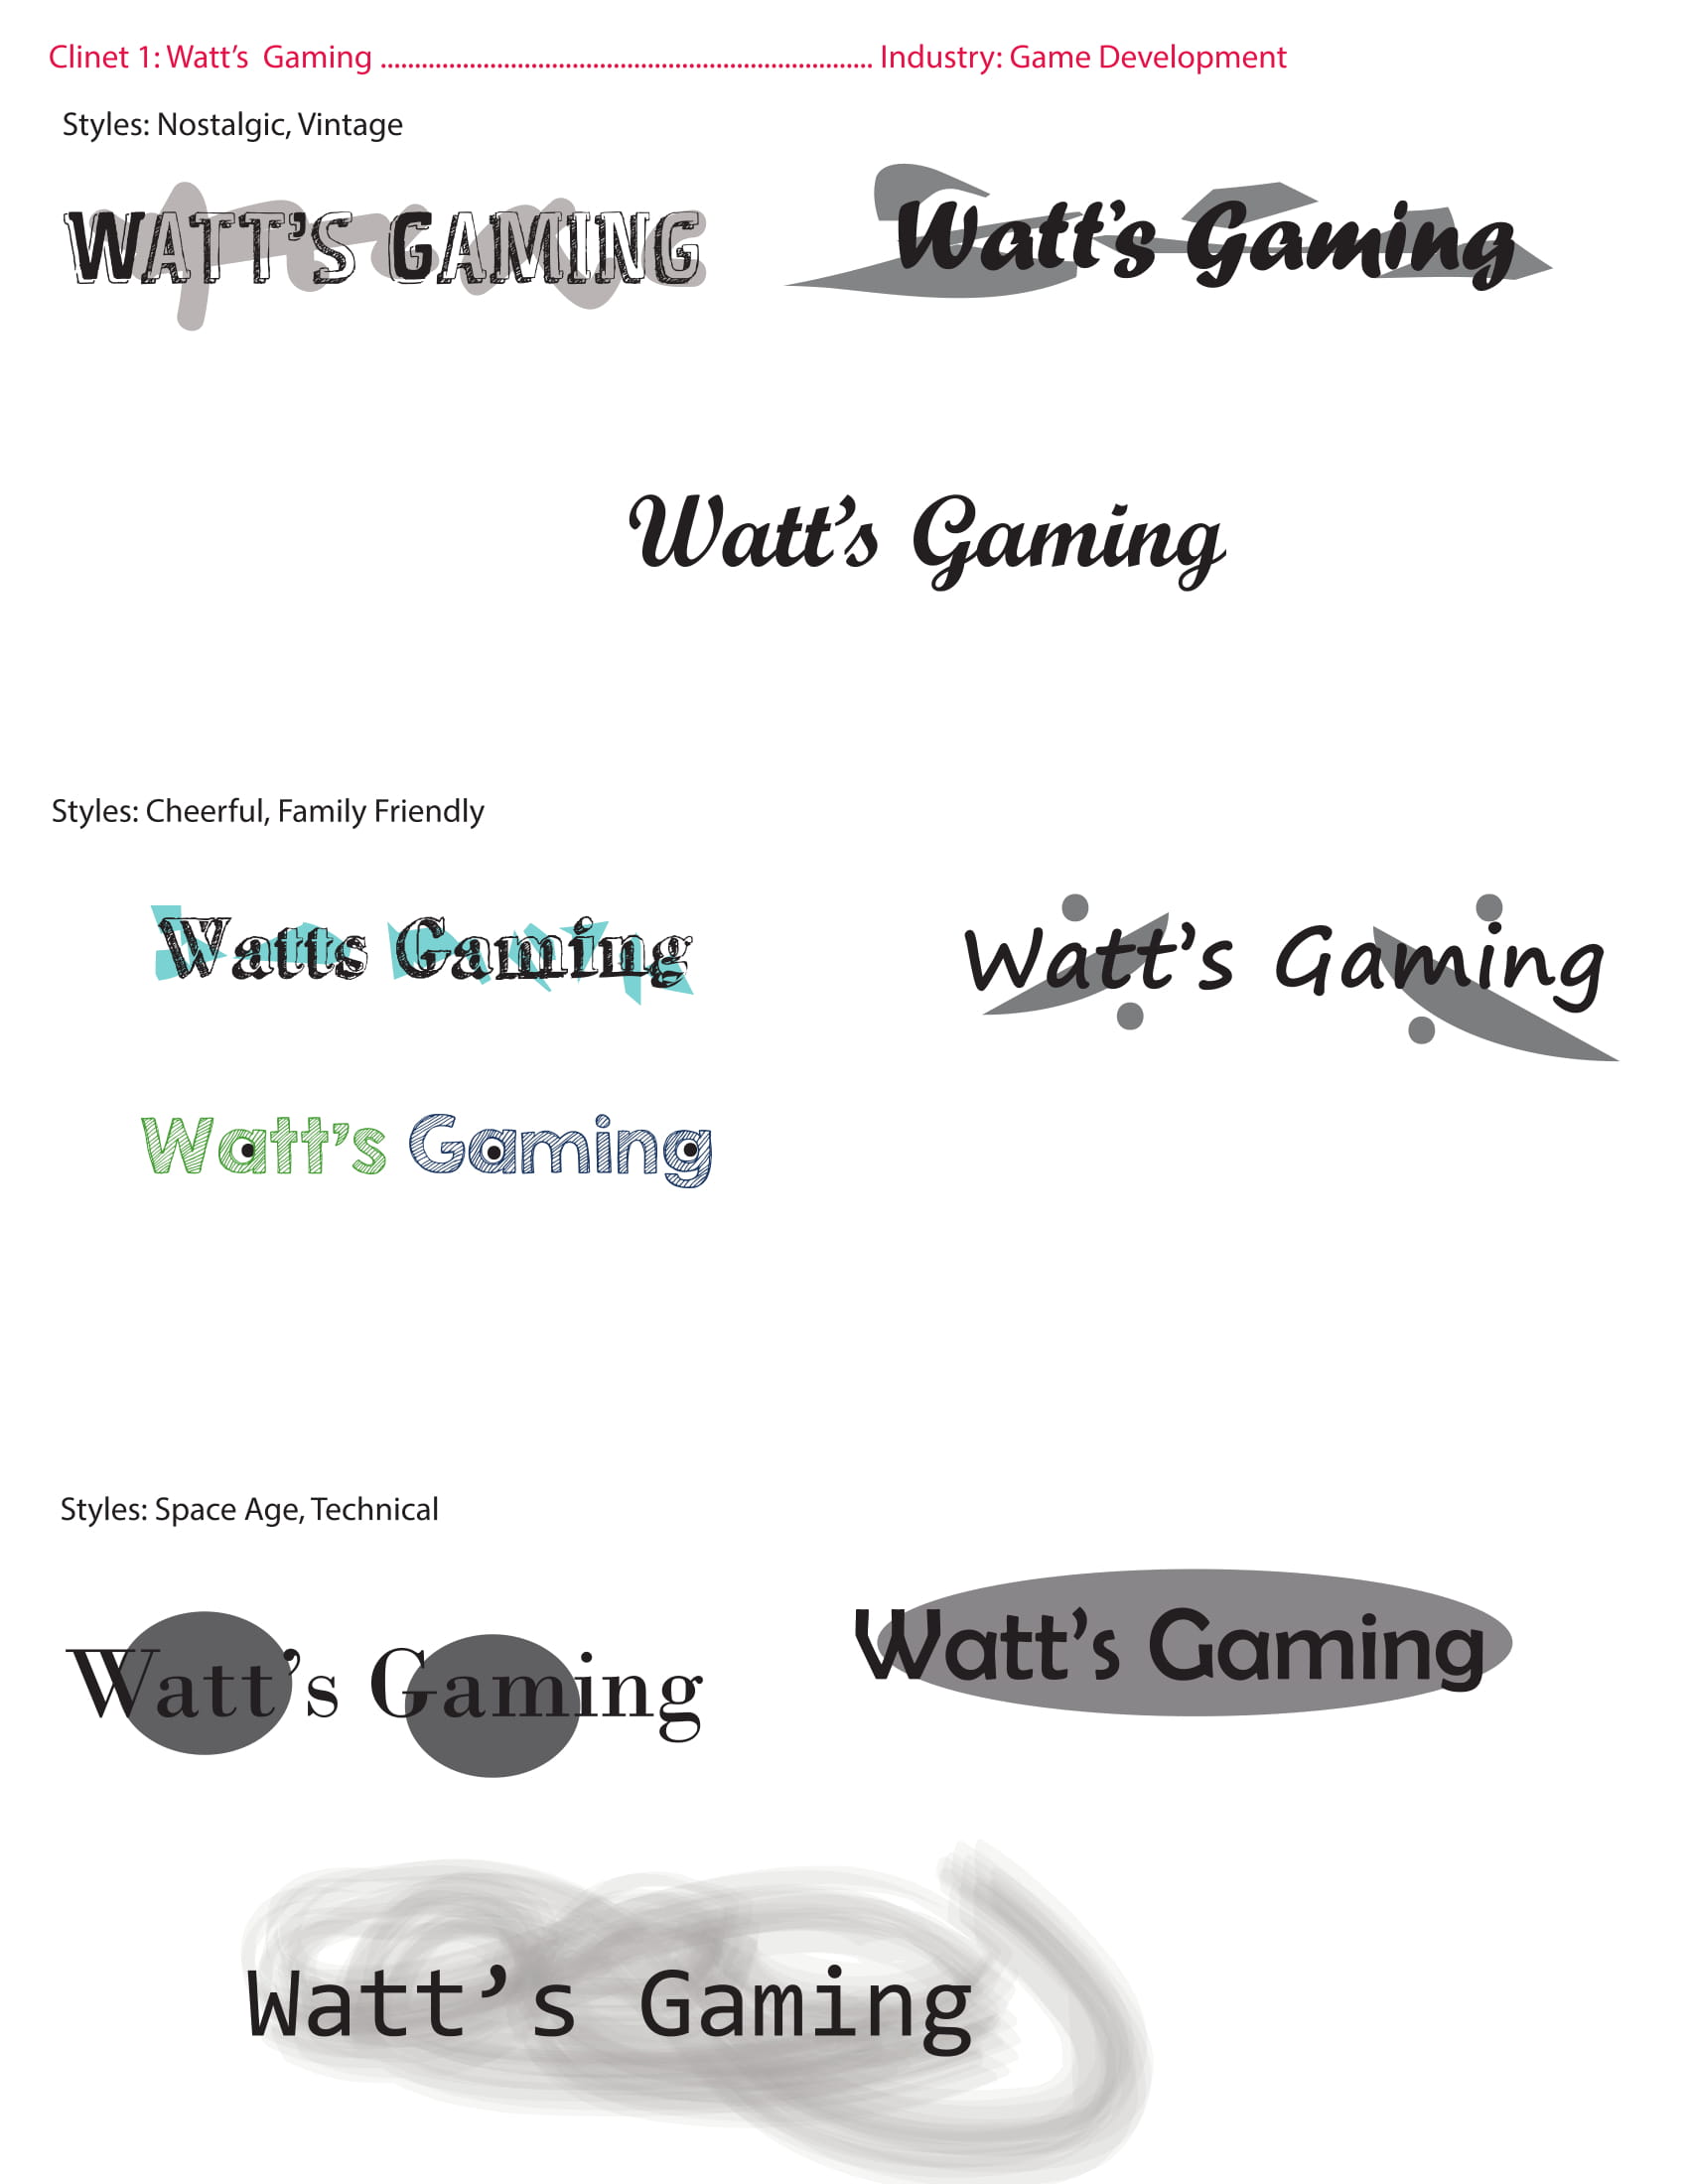 Clinet 1: Watt’s  Gaming ........................................................................ Industry: Game Development
Styles: Nostalgic, Vintage
WATT’S GAMING
Watt’s Gaming
Watt’s Gaming
Styles: Cheerful, Family Friendly
Watts Gaming
Watt’s Gaming
Watt’s Gaming
Styles: Space Age, Technical
Watt’s Gaming
Watt’s Gaming
Watt’s Gaming